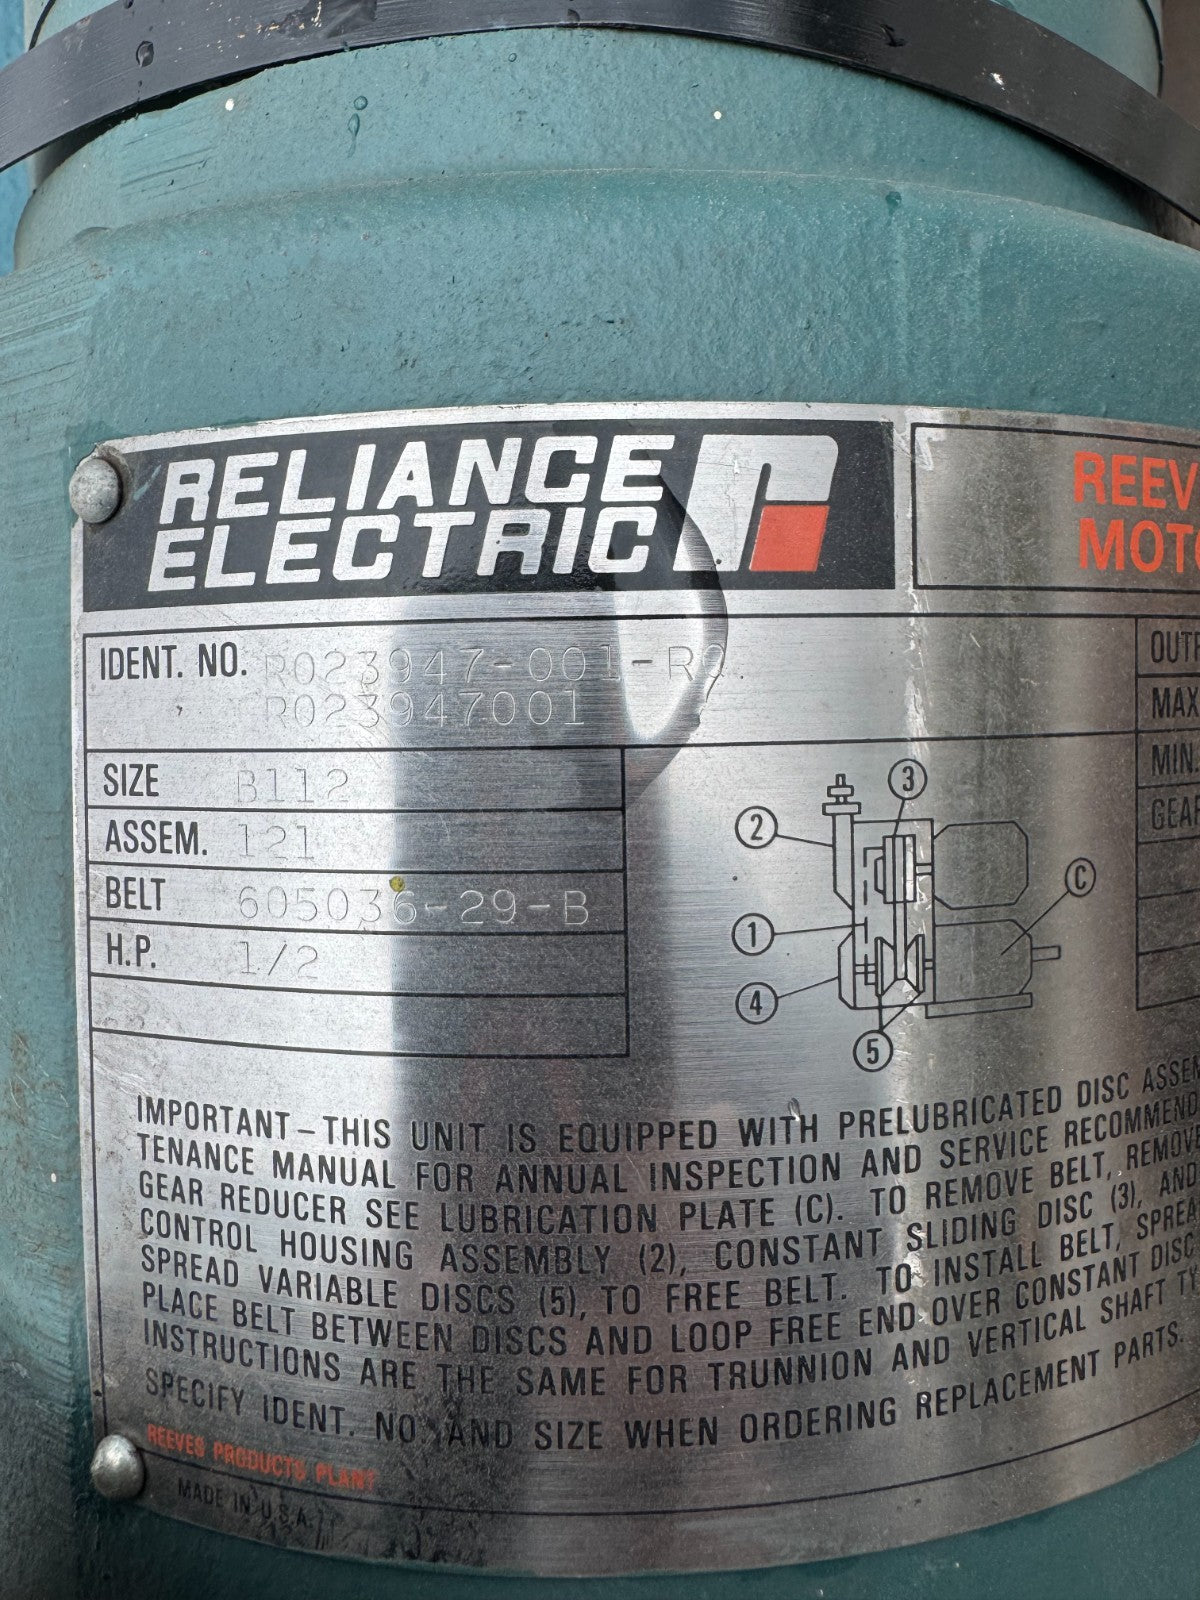 RELIANCE
ELECTRIC
REEV
MOTO
IDENT. NO. R023947-001-R9
R023947001
SIZE B112
ASSEM. 121
BELT 605036-29-B
H.P. 1/2
OUTP
MAX
MIN.
GEAR
3
2
C
1
4
5
IMPORTANT – THIS UNIT IS EQUIPPED WITH PRELUBRICATED DISC ASSEM
TENANCE MANUAL FOR ANNUAL INSPECTION AND SERVICE RECOMMEND
GEAR REDUCER SEE LUBRICATION PLATE (C). TO REMOVE BELT, REMOVE
CONTROL HOUSING ASSEMBLY (2), CONSTANT SLIDING DISC (3), AND
SPREAD VARIABLE DISCS (5), TO FREE BELT. TO INSTALL BELT, SPREA
PLACE BELT BETWEEN DISCS AND LOOP FREE END OVER CONSTANT DISC
INSTRUCTIONS ARE THE SAME FOR TRUNNION AND VERTICAL SHAFT TY
SPECIFY IDENT. NO. AND SIZE WHEN ORDERING REPLACEMENT PARTS.
REEVES PRODUCTS PLANT
MADE IN U.S.A.